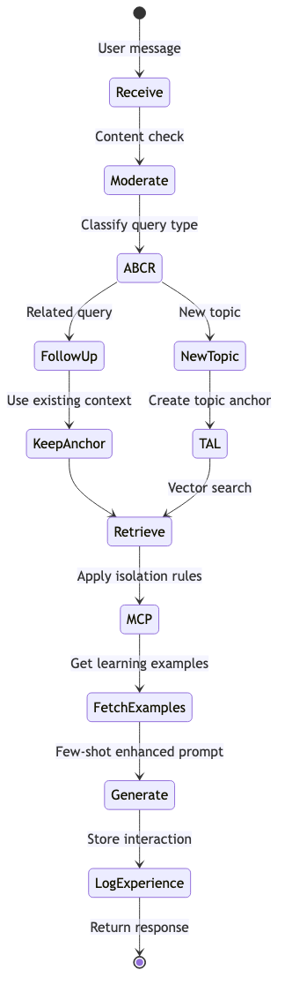 User message
Receive
Content check
Moderate
Classify query type
ABCR
Related query
New topic
FollowUp
NewTopic
Use existing context
Create topic anchor
KeepAnchor
TAL
Vector search
Retrieve
Apply isolation rules
MCP
Get learning examples
FetchExamples
Few-shot enhanced prompt
Generate
Store interaction
LogExperience
Return response